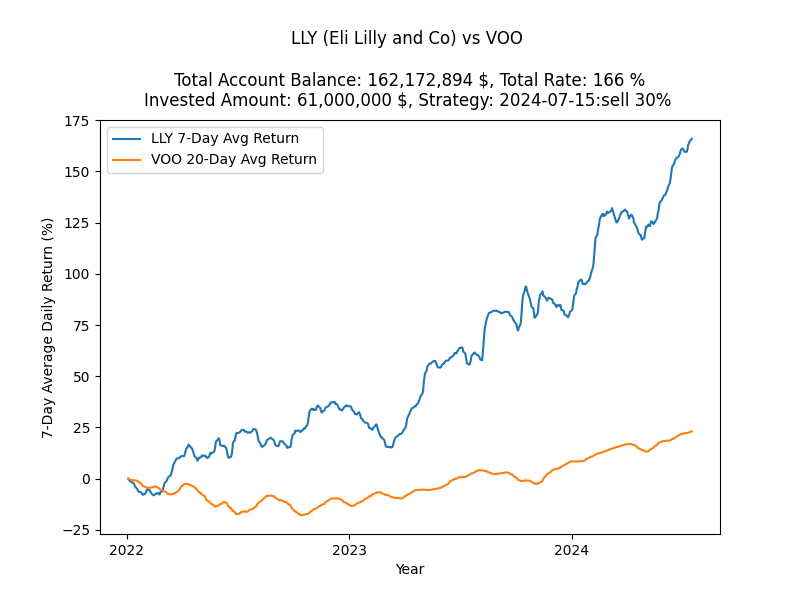 LLY (Eli Lilly and Co) vs VOO
Total Account Balance: 162,172,894 $, Total Rate: 166 %
Invested Amount: 61,000,000 $, Strategy: 2024-07-15:sell 30%
LLY 7-Day Avg Return
VOO 20-Day Avg Return
7-Day Average Daily Return (%)
175
150
125
100
75
50
25
0
−25
2022
2023
2024
Year